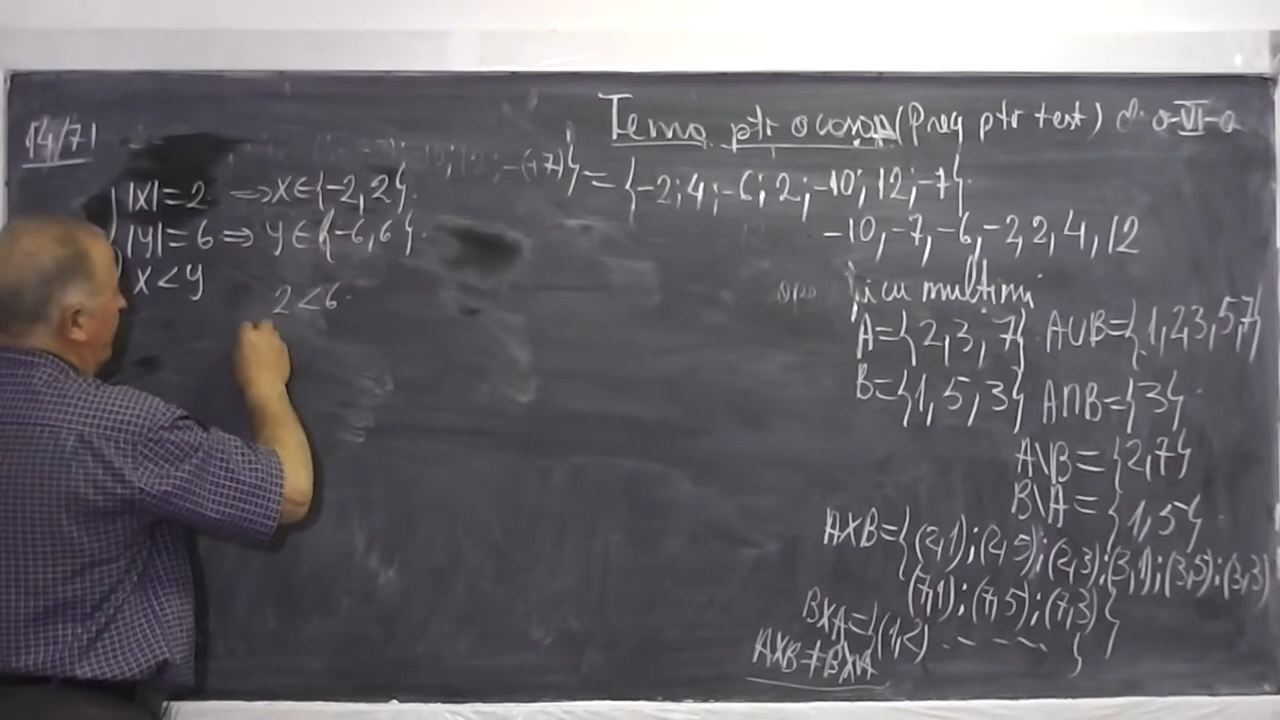 14/71
|x|=2 ⇒ x∈{-2,2}.
|y|=6 ⇒ y∈{-6,6}.
x<y
2<6
Tema ptr (Preg ptr test) a-VI-a
-(+7)} = {-2; 4; -6; 2; -10; 12; -7}
-10, -7, -6, -2, 2, 4, 12
cu multimi
A={2,3,7} A∪B={1,2,3,5,7}
B={1,5,3} A∩B={3}
A\B={2,7}
B\A={1,5}
A×B={(2,1);(2,5);(2,3);(3,1);(3,5);(3,3)
(7,1);(7,5);(7,3)}
B×A={(1,2) ----- }
A×B≠B×A